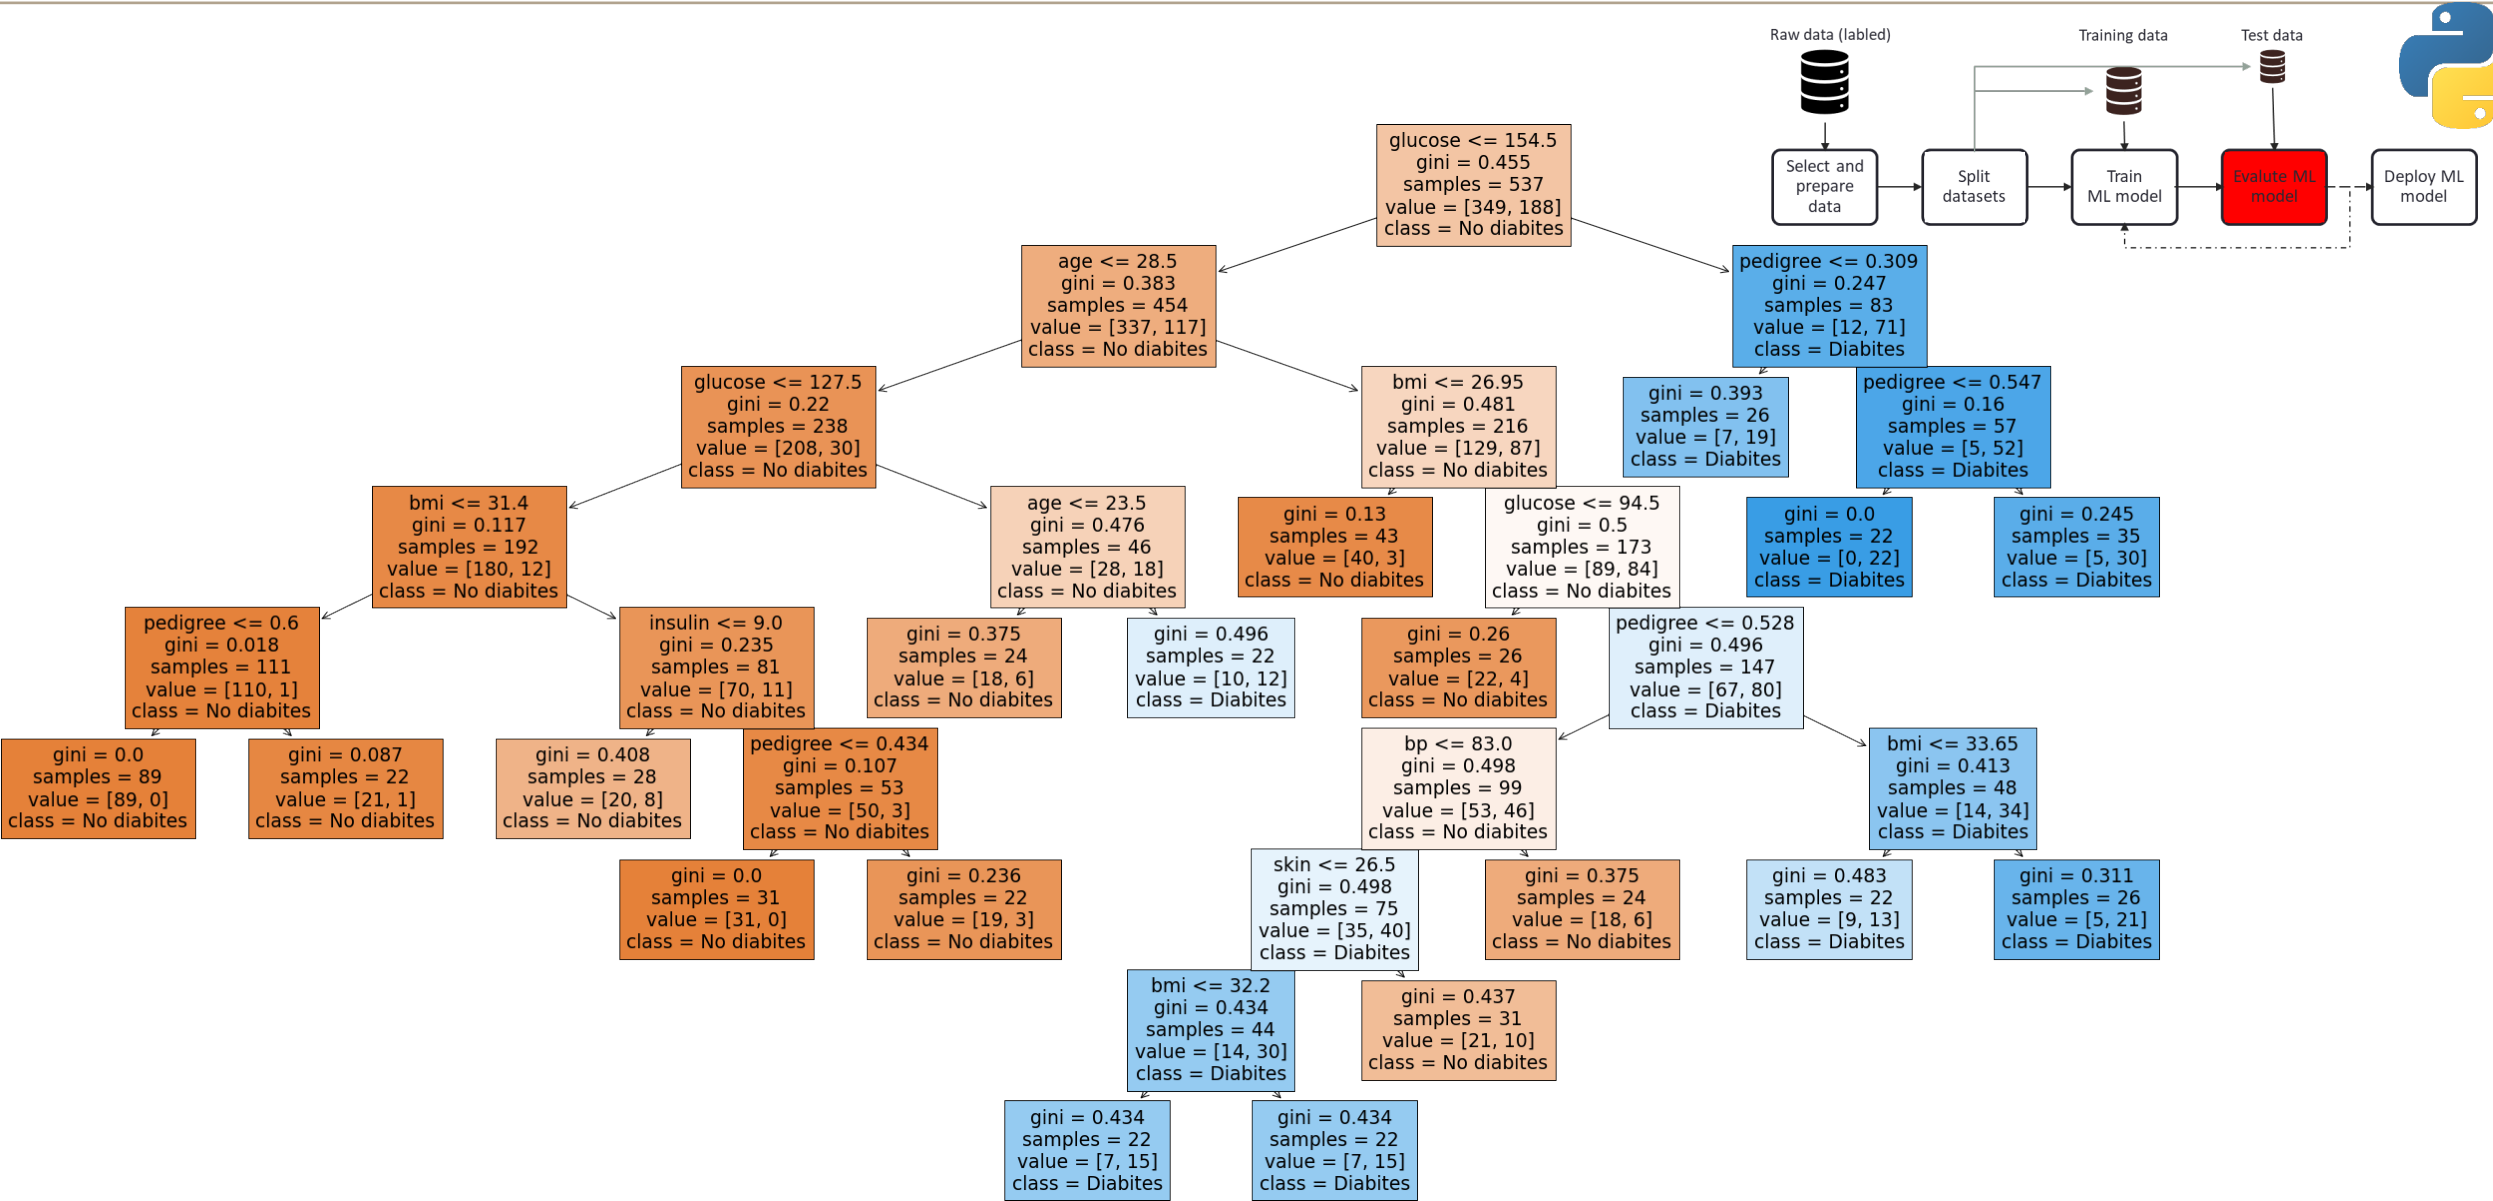 Raw data (labled)
Training data
Test data
Select and
prepare
data
Split
datasets
Train
ML model
Evalute ML
model
Deploy ML
model
glucose <= 154.5
gini = 0.455
samples = 537
value = [349, 188]
class = No diabites
age <= 28.5
gini = 0.383
samples = 454
value = [337, 117]
class = No diabites
pedigree <= 0.309
gini = 0.247
samples = 83
value = [12, 71]
class = Diabites
glucose <= 127.5
gini = 0.22
samples = 238
value = [208, 30]
class = No diabites
bmi <= 26.95
gini = 0.481
samples = 216
value = [129, 87]
class = No diabites
gini = 0.393
samples = 26
value = [7, 19]
class = Diabites
pedigree <= 0.547
gini = 0.16
samples = 57
value = [5, 52]
class = Diabites
bmi <= 31.4
gini = 0.117
samples = 192
value = [180, 12]
class = No diabites
age <= 23.5
gini = 0.476
samples = 46
value = [28, 18]
class = No diabites
gini = 0.13
samples = 43
value = [40, 3]
class = No diabites
glucose <= 94.5
gini = 0.5
samples = 173
value = [89, 84]
class = No diabites
gini = 0.0
samples = 22
value = [0, 22]
class = Diabites
gini = 0.245
samples = 35
value = [5, 30]
class = Diabites
pedigree <= 0.6
gini = 0.018
samples = 111
value = [110, 1]
class = No diabites
insulin <= 9.0
gini = 0.235
samples = 81
value = [70, 11]
class = No diabites
gini = 0.375
samples = 24
value = [18, 6]
class = No diabites
gini = 0.496
samples = 22
value = [10, 12]
class = Diabites
gini = 0.26
samples = 26
value = [22, 4]
class = No diabites
pedigree <= 0.528
gini = 0.496
samples = 147
value = [67, 80]
class = Diabites
gini = 0.0
samples = 89
value = [89, 0]
class = No diabites
gini = 0.087
samples = 22
value = [21, 1]
class = No diabites
gini = 0.408
samples = 28
value = [20, 8]
class = No diabites
pedigree <= 0.434
gini = 0.107
samples = 53
value = [50, 3]
class = No diabites
bp <= 83.0
gini = 0.498
samples = 99
value = [53, 46]
class = No diabites
bmi <= 33.65
gini = 0.413
samples = 48
value = [14, 34]
class = Diabites
gini = 0.0
samples = 31
value = [31, 0]
class = No diabites
gini = 0.236
samples = 22
value = [19, 3]
class = No diabites
skin <= 26.5
gini = 0.498
samples = 75
value = [35, 40]
class = Diabites
gini = 0.375
samples = 24
value = [18, 6]
class = No diabites
gini = 0.483
samples = 22
value = [9, 13]
class = Diabites
gini = 0.311
samples = 26
value = [5, 21]
class = Diabites
bmi <= 32.2
gini = 0.434
samples = 44
value = [14, 30]
class = Diabites
gini = 0.437
samples = 31
value = [21, 10]
class = No diabites
gini = 0.434
samples = 22
value = [7, 15]
class = Diabites
gini = 0.434
samples = 22
value = [7, 15]
class = Diabites